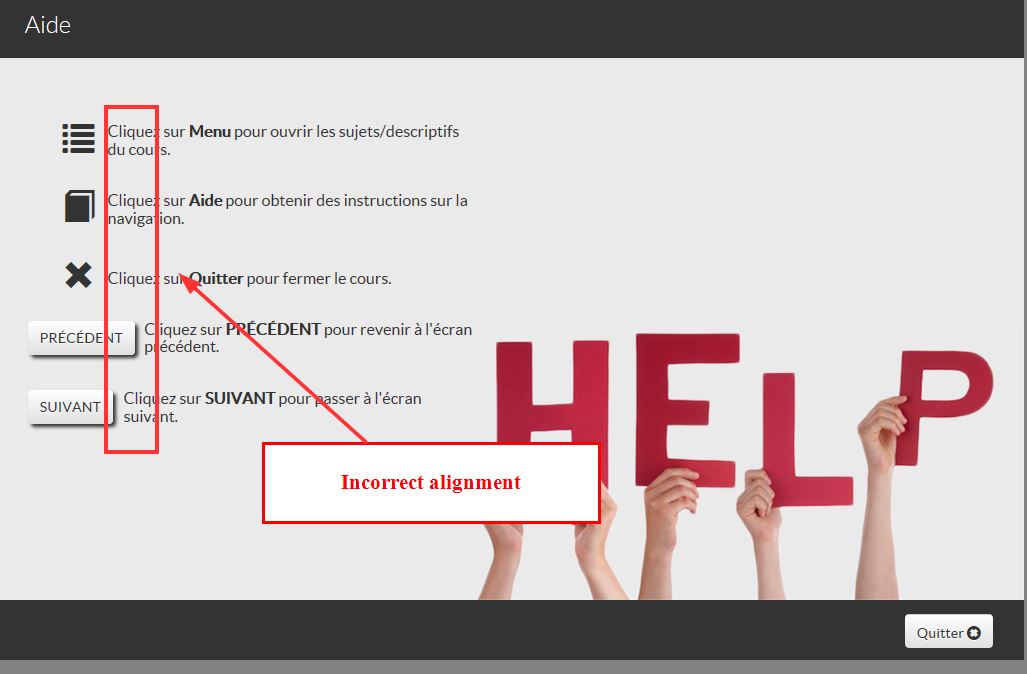 Aide
Cliquez sur Menu pour ouvrir les sujets/descriptifs
du cours.
Cliquez sur Aide pour obtenir des instructions sur la
navigation.
Cliquez sur Quitter pour fermer le cours.
PRÉCÉDENT
Cliquez sur PRÉCÉDENT pour revenir à l'écran
précédent.
SUIVANT
Cliquez sur SUIVANT pour passer à l'écran
suivant.
HELP
Incorrect alignment
Quitter